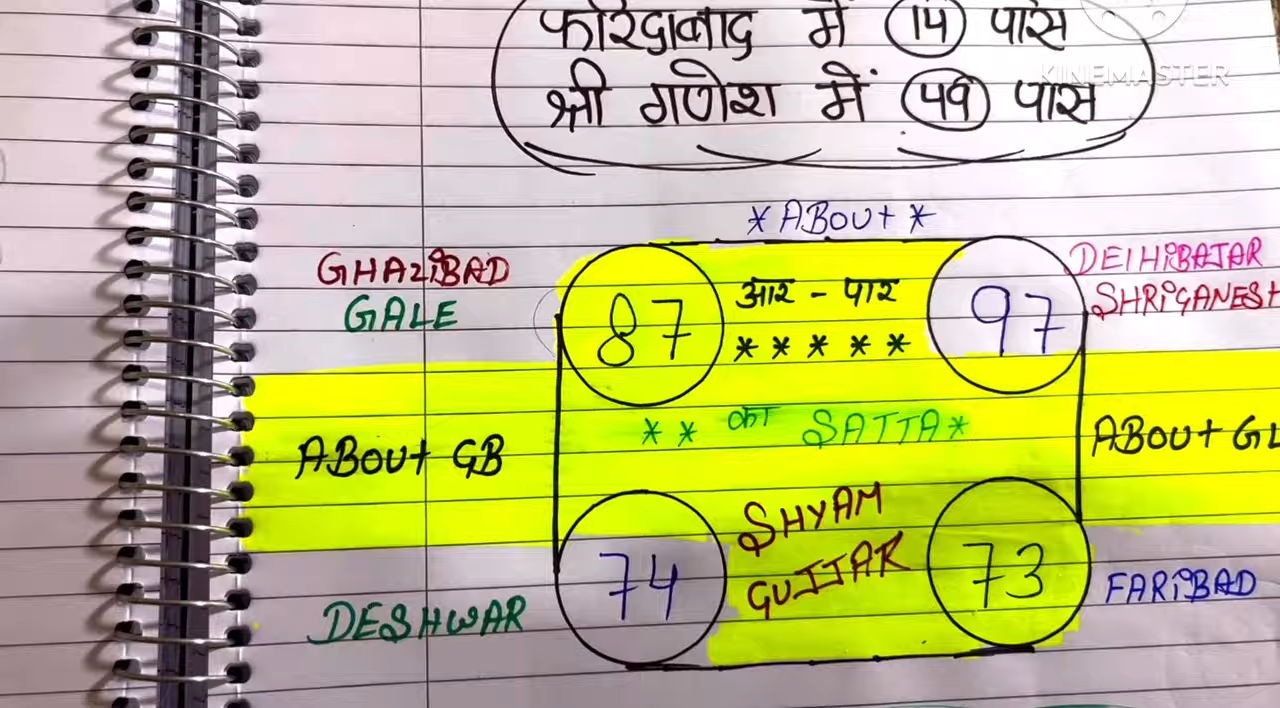 फरिदाबाद में 14 पास
श्री गणेश में 49 पास
KINEMASTER
* ABOUt *
GHAZiBAD
GALE
87
आर - पार
* * * * *
97
DElHiBAJAR
SHRiGANESH
* * का SATTA *
ABOUt GB
ABOUt GL
SHYAM
GUJJAR
74
73
DESHWAR
FARiBAD